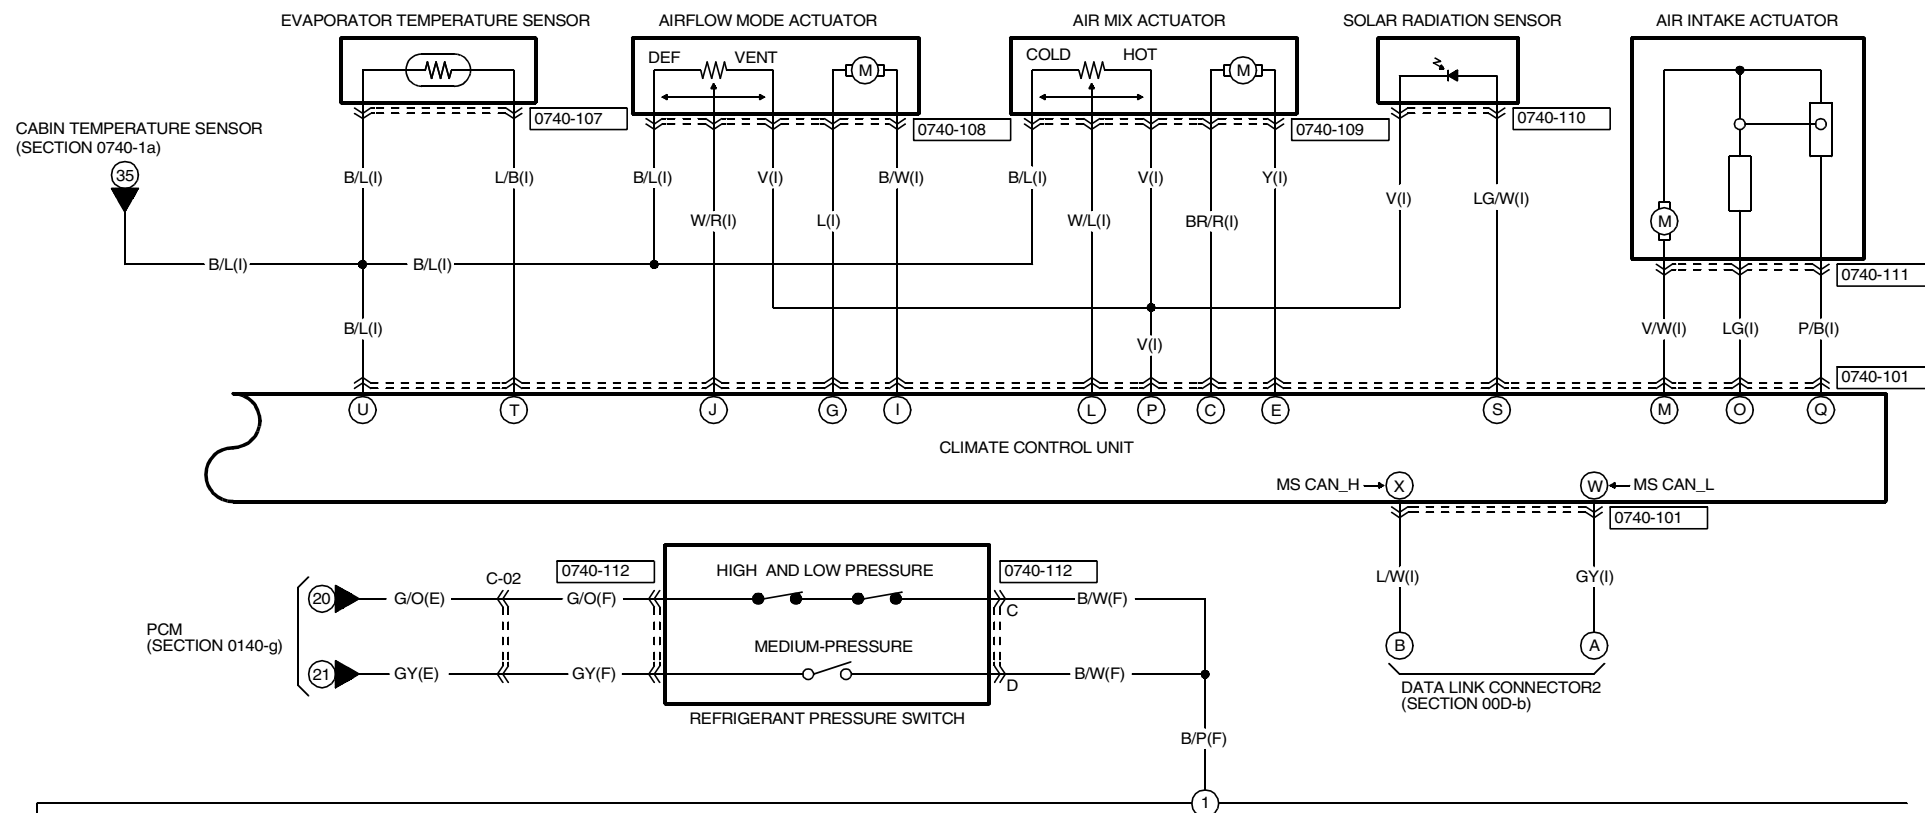 EVAPORATOR TEMPERATURE SENSOR
AIRFLOW MODE ACTUATOR
AIR MIX ACTUATOR
SOLAR RADIATION SENSOR
AIR INTAKE ACTUATOR
DEF VENT
M
COLD HOT
M
0740-107
0740-108
0740-109
0740-110
CABIN TEMPERATURE SENSOR
(SECTION 0740-1a)
35
B/L(I)
L/B(I)
B/L(I)
V(I)
B/W(I)
B/L(I)
V(I)
Y(I)
V(I)
LG/W(I)
W/R(I)
L(I)
W/L(I)
BR/R(I)
M
B/L(I)
B/L(I)
0740-111
B/L(I)
V(I)
V/W(I)
LG(I)
P/B(I)
0740-101
U
T
J
G
I
L
P
C
E
S
M
O
Q
CLIMATE CONTROL UNIT
MS CAN_H
X
W
MS CAN_L
0740-101
L/W(I)
GY(I)
B
A
DATA LINK CONNECTOR2
(SECTION 00D-b)
PCM
(SECTION 0140-g)
20
G/O(E)
C-02
G/O(F)
0740-112
HIGH AND LOW PRESSURE
0740-112
C
B/W(F)
21
GY(E)
GY(F)
MEDIUM-PRESSURE
D
B/W(F)
REFRIGERANT PRESSURE SWITCH
B/P(F)
1